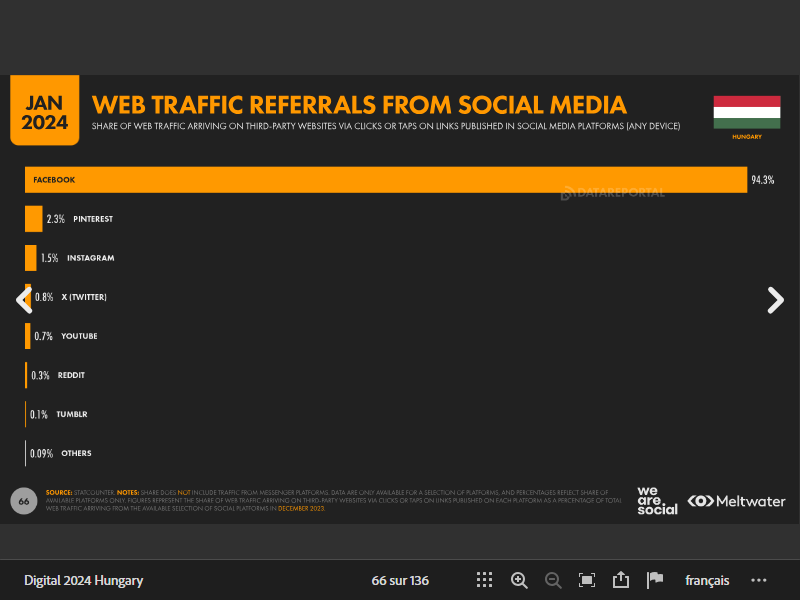 JAN
2024
WEB TRAFFIC REFERRALS FROM SOCIAL MEDIA
SHARE OF WEB TRAFFIC ARRIVING ON THIRD-PARTY WEBSITES VIA CLICKS OR TAPS ON LINKS PUBLISHED IN SOCIAL MEDIA PLATFORMS (ANY DEVICE)
HUNGARY
FACEBOOK 94.3%
DATAREPORTAL
2.3% PINTEREST
1.5% INSTAGRAM
0.8% X (TWITTER)
0.7% YOUTUBE
0.3% REDDIT
0.1% TUMBLR
0.09% OTHERS
66
SOURCE: STATCOUNTER. NOTES: SHARE DOES NOT INCLUDE TRAFFIC FROM MESSENGER PLATFORMS. DATA ARE ONLY AVAILABLE FOR A SELECTION OF PLATFORMS, AND PERCENTAGES REFLECT SHARE OF
AVAILABLE PLATFORMS ONLY. FIGURES REPRESENT THE SHARE OF WEB TRAFFIC ARRIVING ON THIRD-PARTY WEBSITES VIA CLICKS OR TAPS ON LINKS PUBLISHED ON EACH PLATFORM AS A PERCENTAGE OF TOTAL
WEB TRAFFIC ARRIVING FROM THE AVAILABLE SELECTION OF SOCIAL PLATFORMS IN DECEMBER 2023.
we
are.
social
Meltwater
Digital 2024 Hungary
66 sur 136
français